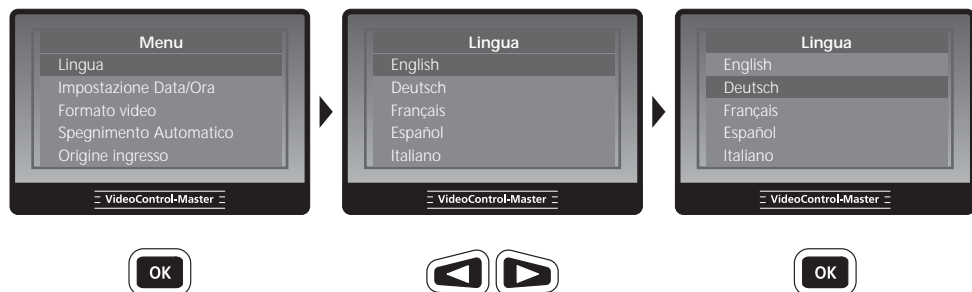 Menu
Lingua
Impostazione Data/Ora
Formato video
Spegnimento Automatico
Origine ingresso
VideoControl-Master
OK
Lingua
English
Deutsch
Français
Español
Italiano
VideoControl-Master
Lingua
English
Deutsch
Français
Español
Italiano
VideoControl-Master
OK